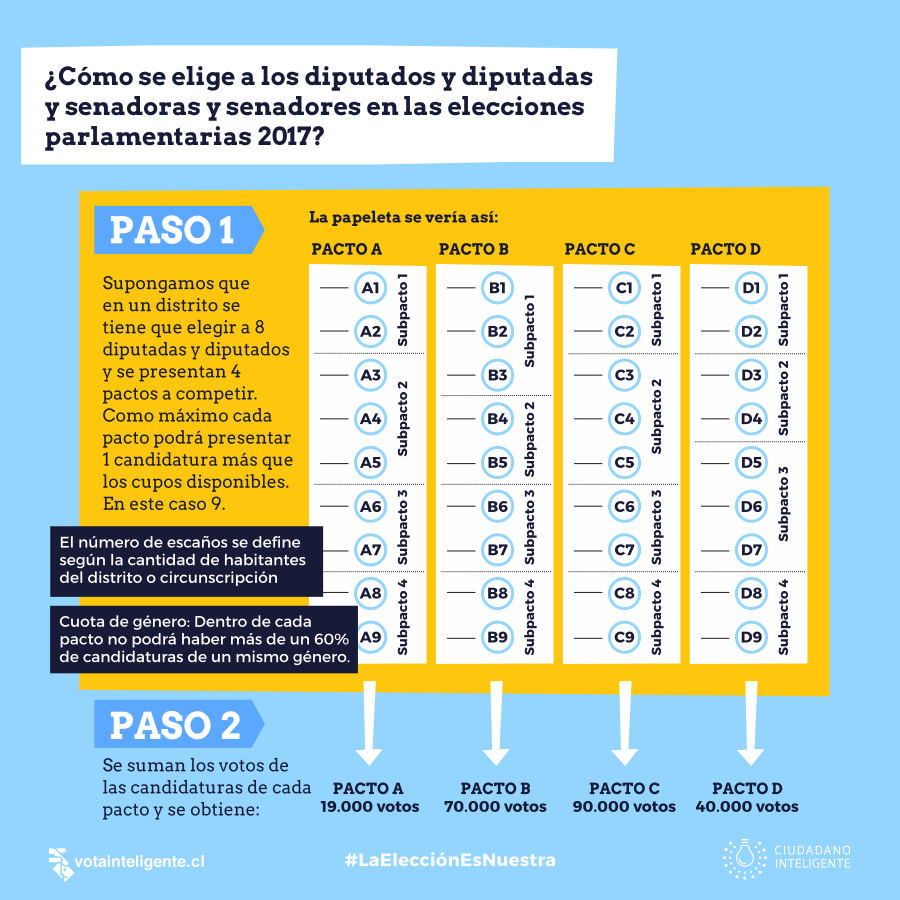 ¿Cómo se elige a los diputados y diputadas
y senadoras y senadores en las elecciones
parlamentarias 2017?
PASO 1
Supongamos que
en un distrito se
tiene que elegir a 8
diputadas y diputados
y se presentan 4
pactos a competir.
Como máximo cada
pacto podrá presentar
1 candidatura más que
los cupos disponibles.
En este caso 9.
El número de escaños se define
según la cantidad de habitantes
del distrito o circunscripción
Cuota de género: Dentro de cada
pacto no podrá haber más de un 60%
de candidaturas de un mismo género.
La papeleta se vería así:
PACTO A
A1
A2
Subpacto 1
A3
A4
A5
Subpacto 2
A6
A7
Subpacto 3
A8
A9
Subpacto 4
PACTO B
B1
B2
B3
Subpacto 1
B4
B5
Subpacto 2
B6
B7
Subpacto 3
B8
B9
Subpacto 4
PACTO C
C1
C2
Subpacto 1
C3
C4
C5
Subpacto 2
C6
C7
Subpacto 3
C8
C9
Subpacto 4
PACTO D
D1
D2
Subpacto 1
D3
D4
Subpacto 2
D5
D6
D7
Subpacto 3
D8
D9
Subpacto 4
PASO 2
Se suman los votos de
las candidaturas de cada
pacto y se obtiene:
PACTO A
19.000 votos
PACTO B
70.000 votos
PACTO C
90.000 votos
PACTO D
40.000 votos
votainteligente.cl
#LaElecciónEsNuestra
CIUDADANO
INTELIGENTE